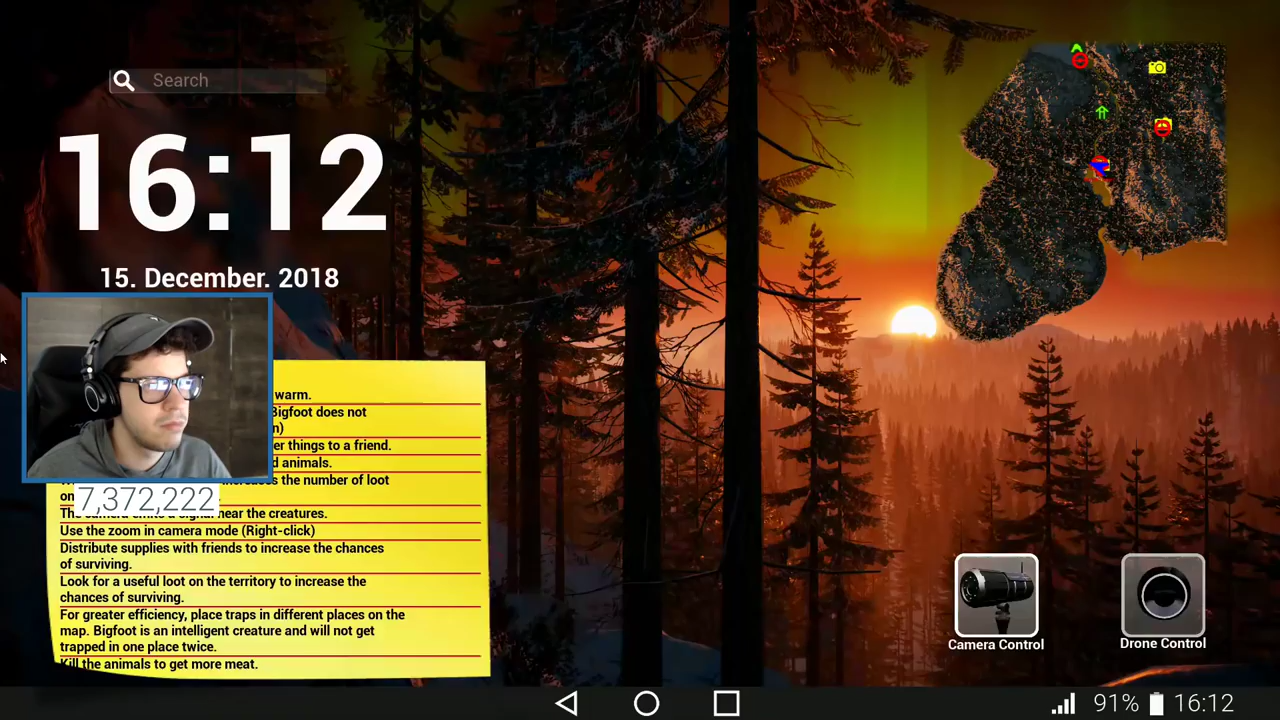 Search
16:12
15. December. 2018
warm.
Bigfoot does not
er things to a friend.
animals.
the number of loot
on
7,372,222
near the creatures.
Use the zoom in camera mode (Right-click)
Distribute supplies with friends to increase the chances
of surviving.
Look for a useful loot on the territory to increase the
chances of surviving.
For greater efficiency, place traps in different places on the
map. Bigfoot is an intelligent creature and will not get
trapped in one place twice.
Kill the animals to get more meat.
Camera Control
Drone Control
91%
16:12